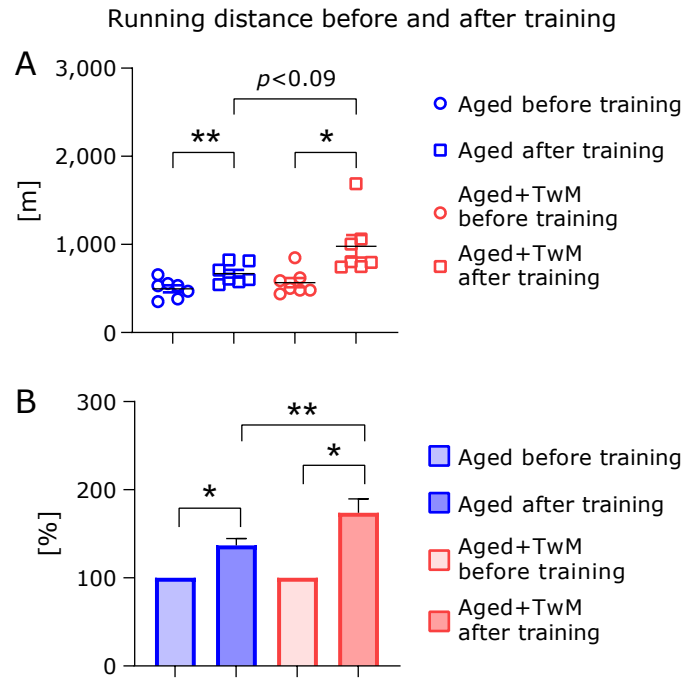 Running distance before and after training
A
3,000
2,000
1,000
0
[m]
**
*
p<0.09
Aged before training
Aged after training
Aged+TwM
before training
Aged+TwM
after training
B
300
200
100
0
[%]
*
**
*
Aged before training
Aged after training
Aged+TwM
before training
Aged+TwM
after training